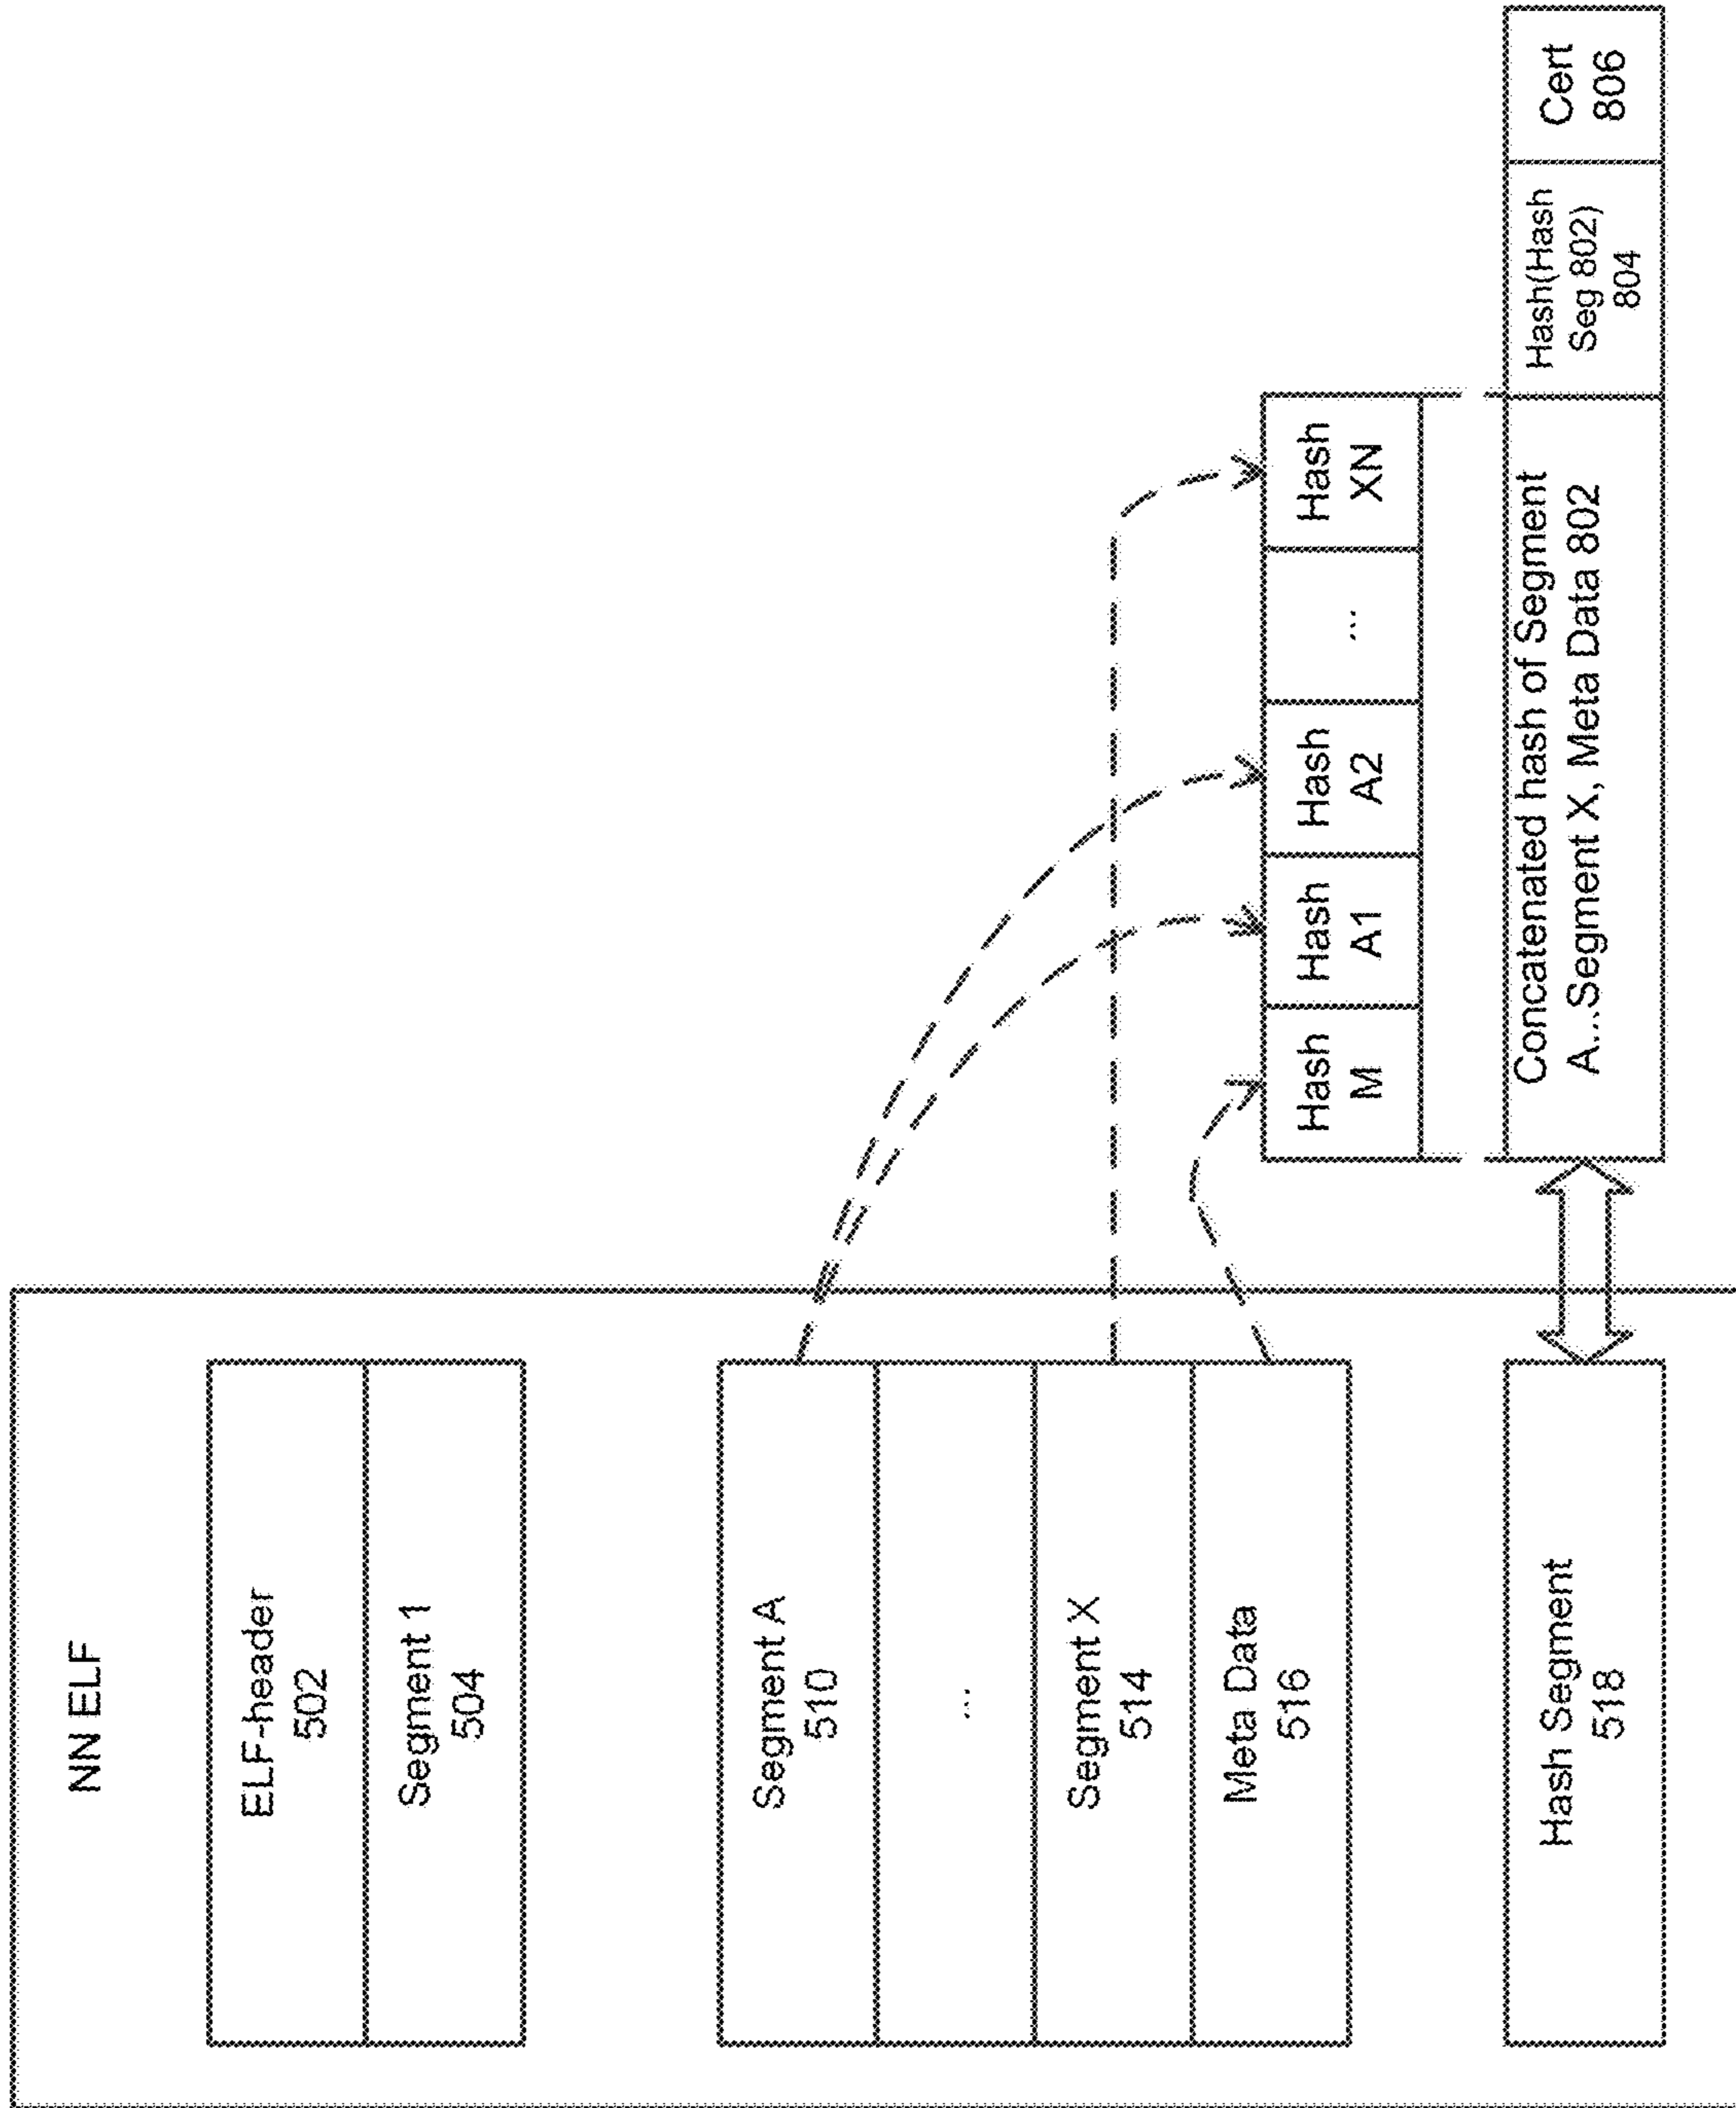 NN ELF
ELF-header
502
Segment 1
504
Segment A
510
...
Segment X
514
Meta Data
516
Hash Segment
518
Hash
M
Hash
A1
Hash
A2
...
Hash
XN
Concatenated hash of Segment
A...Segment X, Meta Data 802
Hash(Hash
Seg 802)
804
Cert
806